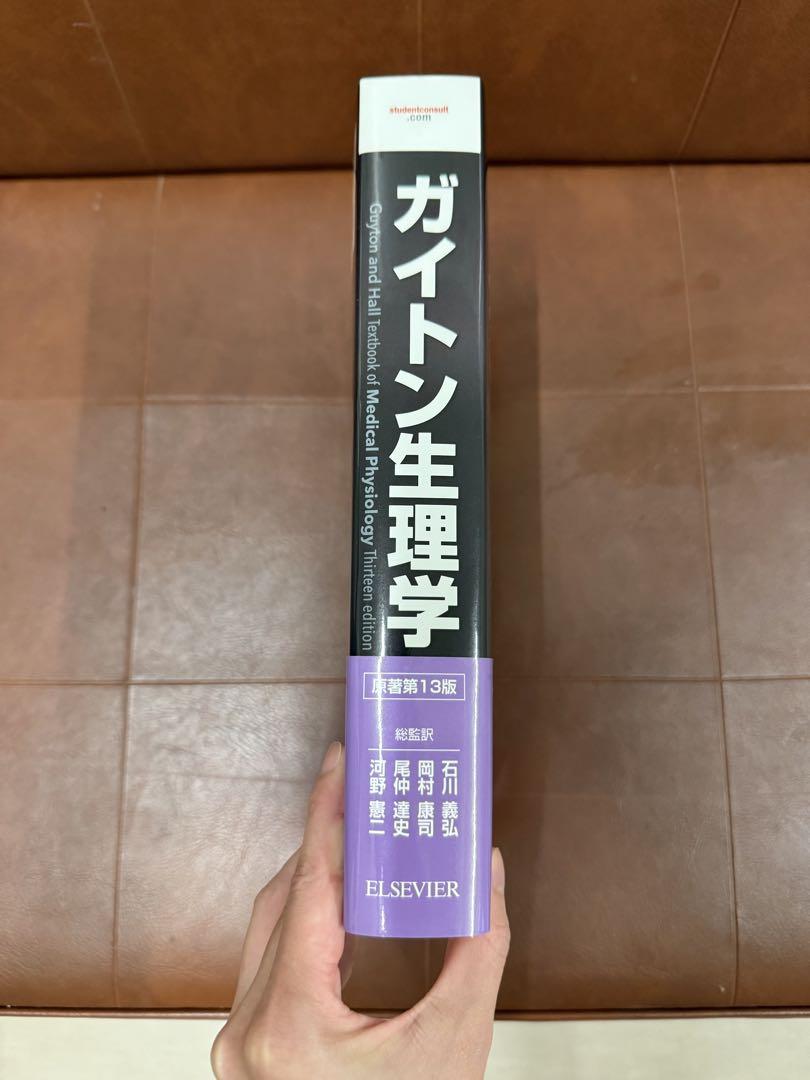 studentconsult
.com
ガイトン生理学
Guyton and Hall Textbook of Medical Physiology Thirteen edition
原著第13版
総監訳
石川 義弘
岡村 康司
尾仲 達史
河野 憲二
ELSEVIER